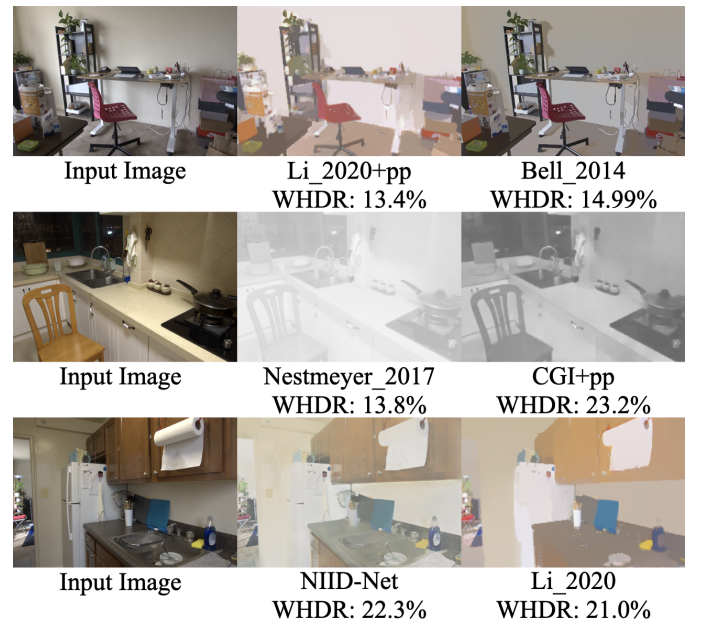 Input Image Li_2020+pp Bell_2014
WHDR: 13.4% WHDR: 14.99%
Input Image Nestmeyer_2017 CGI+pp
WHDR: 13.8% WHDR: 23.2%
Input Image NIID-Net Li_2020
WHDR: 22.3% WHDR: 21.0%